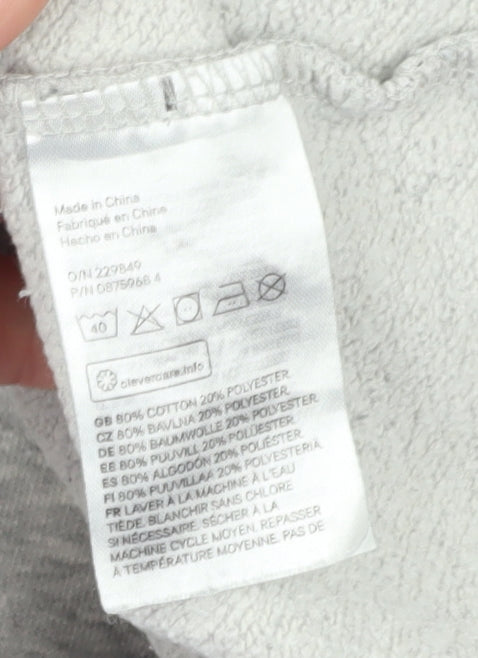 Made in China
Fabriqué en Chine
Hecho en China
O/N 229849
P/N 0875968 4
40
clevercare.info
GB 80% COTTON 20% POLYESTER
CZ 80% BAVLNA 20% POLYESTER
DE 80% BAUMWOLLE 20% POLYESTER
EE 80% PUUVILL 20% POLÜESTER
ES 80% ALGODÓN 20% POLIÉSTER
FI 80% PUUVILLAA 20% POLYESTERIA
FR LAVER À LA MACHINE À L'EAU
TIÈDE. BLANCHIR SANS CHLORE
SI NÉCESSAIRE. SÉCHER À LA
MACHINE CYCLE MOYEN. REPASSER
À TEMPÉRATURE MOYENNE. PAS DE